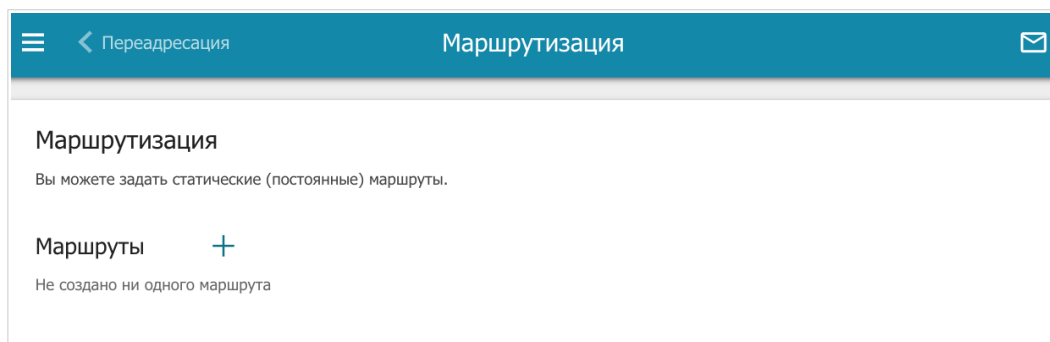 Переадресация
Маршрутизация
Маршрутизация
Вы можете задать статические (постоянные) маршруты.
Маршруты
Не создано ни одного маршрута